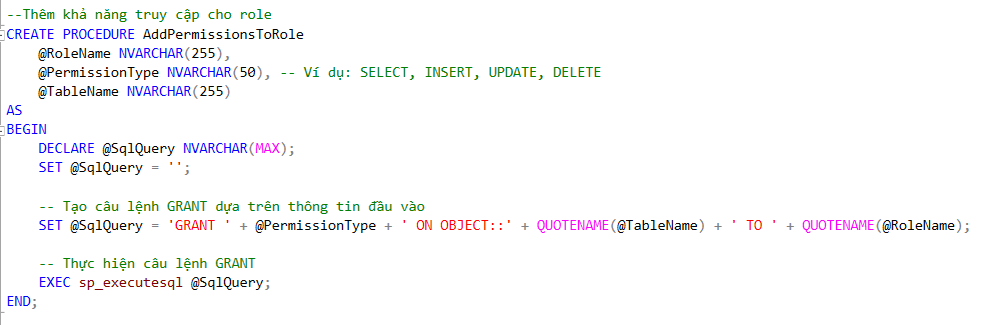 --Thêm khả năng truy cập cho role
CREATE PROCEDURE AddPermissionsToRole
    @RoleName NVARCHAR(255),
    @PermissionType NVARCHAR(50), -- Ví dụ: SELECT, INSERT, UPDATE, DELETE
    @TableName NVARCHAR(255)
AS
BEGIN
    DECLARE @SqlQuery NVARCHAR(MAX);
    SET @SqlQuery = '';

    -- Tạo câu lệnh GRANT dựa trên thông tin đầu vào
    SET @SqlQuery = 'GRANT ' + @PermissionType + ' ON OBJECT::' + QUOTENAME(@TableName) + ' TO ' + QUOTENAME(@RoleName);

    -- Thực hiện câu lệnh GRANT
    EXEC sp_executesql @SqlQuery;
END;